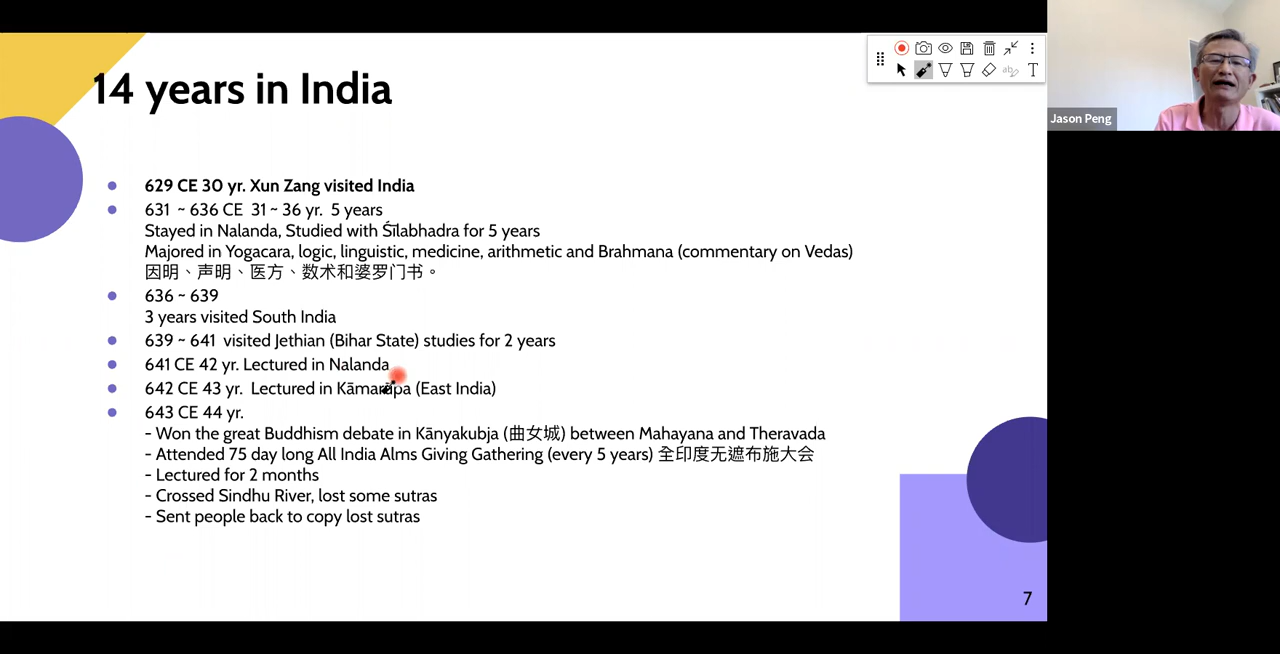 14 years in India
629 CE 30 yr. Xun Zang visited India
631 ~ 636 CE 31 ~ 36 yr. 5 years
Stayed in Nalanda, Studied with Śīlabhadra for 5 years
Majored in Yogacara, logic, linguistic, medicine, arithmetic and Brahmana (commentary on Vedas)
因明、声明、医方、数术和婆罗门书。
636 ~ 639
3 years visited South India
639 ~ 641 visited Jethian (Bihar State) studies for 2 years
641 CE 42 yr. Lectured in Nalanda
642 CE 43 yr. Lectured in Kāmarūpa (East India)
643 CE 44 yr.
- Won the great Buddhism debate in Kānyakubja (曲女城) between Mahayana and Theravada
- Attended 75 day long All India Alms Giving Gathering (every 5 years) 全印度无遮布施大会
- Lectured for 2 months
- Crossed Sindhu River, lost some sutras
- Sent people back to copy lost sutras
7
ab
T
Jason Peng